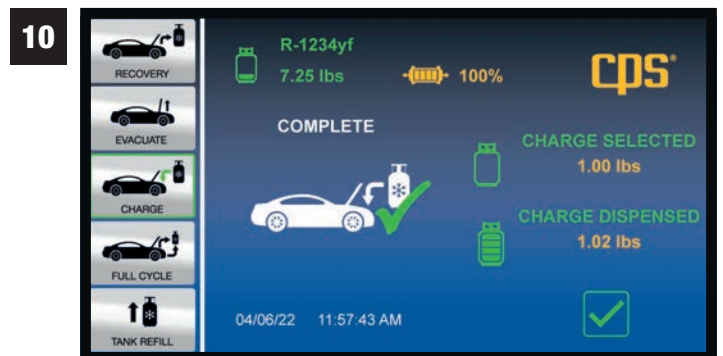 10
RECOVERY
EVACUATE
CHARGE
FULL CYCLE
TANK REFILL
R-1234yf
7.25 lbs
100%
cps®
COMPLETE
CHARGE SELECTED
1.00 lbs
CHARGE DISPENSED
1.02 lbs
04/06/22 11:57:43 AM